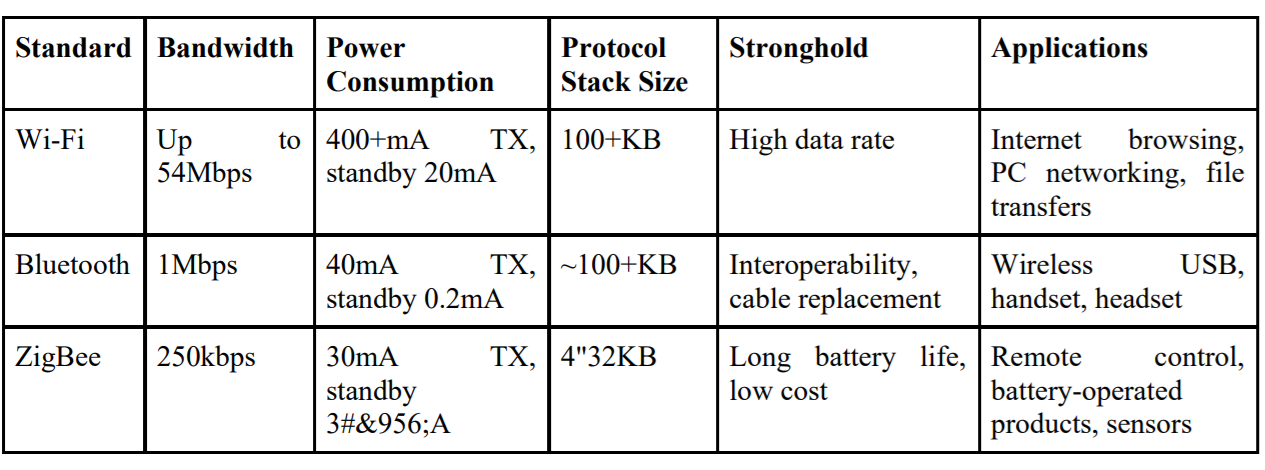 Standard Bandwidth Power Consumption Protocol Stack Size Stronghold Applications
Wi-Fi Up to 54Mbps 400+mA TX, standby 20mA 100+KB High data rate Internet browsing, PC networking, file transfers
Bluetooth 1Mbps 40mA TX, standby 0.2mA ~100+KB Interoperability, cable replacement Wireless USB, handset, headset
ZigBee 250kbps 30mA TX, standby 3#&956;A 4"32KB Long battery life, low cost Remote control, battery-operated products, sensors